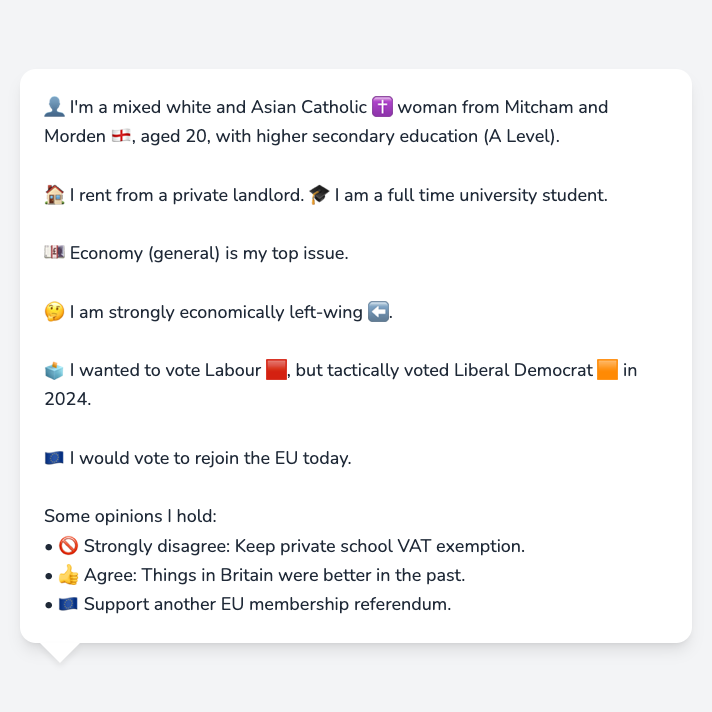 👤 I'm a mixed white and Asian Catholic ✝️ woman from Mitcham and
Morden 🏴󠁧󠁢󠁥󠁮󠁧󠁿, aged 20, with higher secondary education (A Level).
🏠 I rent from a private landlord. 🎓 I am a full time university student.
💷 Economy (general) is my top issue.
🤔 I am strongly economically left-wing ⬅️.
🗳️ I wanted to vote Labour 🟥, but tactically voted Liberal Democrat 🟧 in
2024.
🇪🇺 I would vote to rejoin the EU today.
Some opinions I hold:
• 🚫 Strongly disagree: Keep private school VAT exemption.
• 👍 Agree: Things in Britain were better in the past.
• 🇪🇺 Support another EU membership referendum.